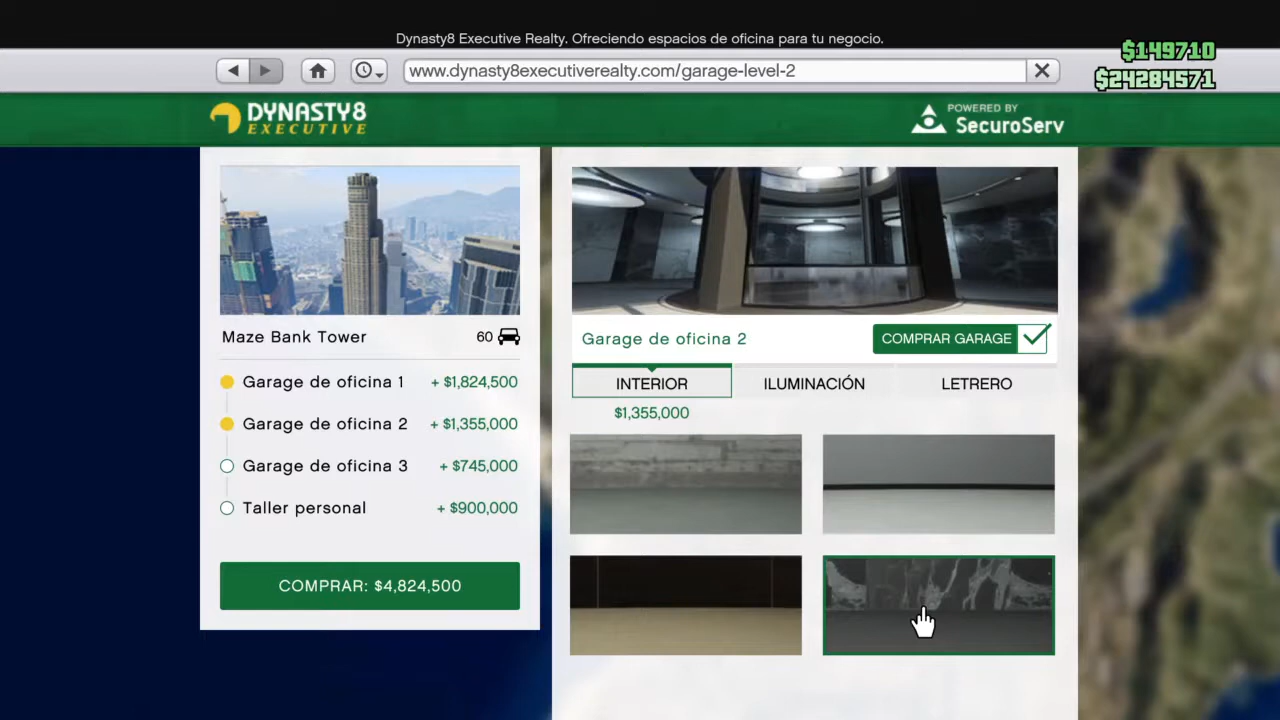 Dynasty8 Executive Realty. Ofreciendo espacios de oficina para tu negocio.
$149710
www.dynasty8executiverealty.com/garage-level-2
$24284571
DYNASTY8
EXECUTIVE
POWERED BY
SecuroServ
Maze Bank Tower 60
Garage de oficina 1 + $1,824,500
Garage de oficina 2 + $1,355,000
Garage de oficina 3 + $745,000
Taller personal + $900,000
COMPRAR: $4,824,500
Garage de oficina 2 COMPRAR GARAGE
INTERIOR ILUMINACIÓN LETRERO
$1,355,000